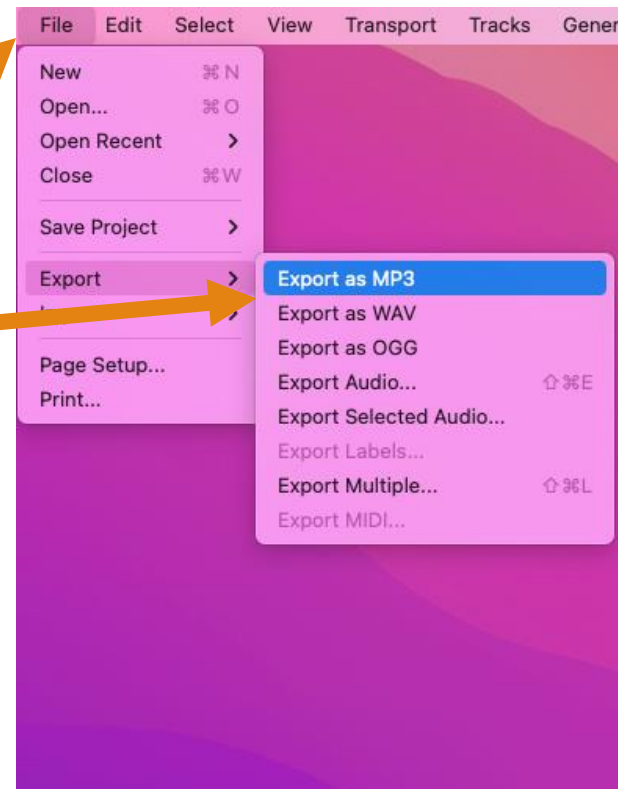 File Edit Select View Transport Tracks Gener
New ⌘ N
Open... ⌘ O
Open Recent >
Close ⌘ W
Save Project >
Export >
Export as MP3
Export as WAV
Export as OGG
Page Setup...
Export Audio... ⇧⌘E
Print...
Export Selected Audio...
Export Labels...
Export Multiple... ⇧⌘L
Export MIDI...